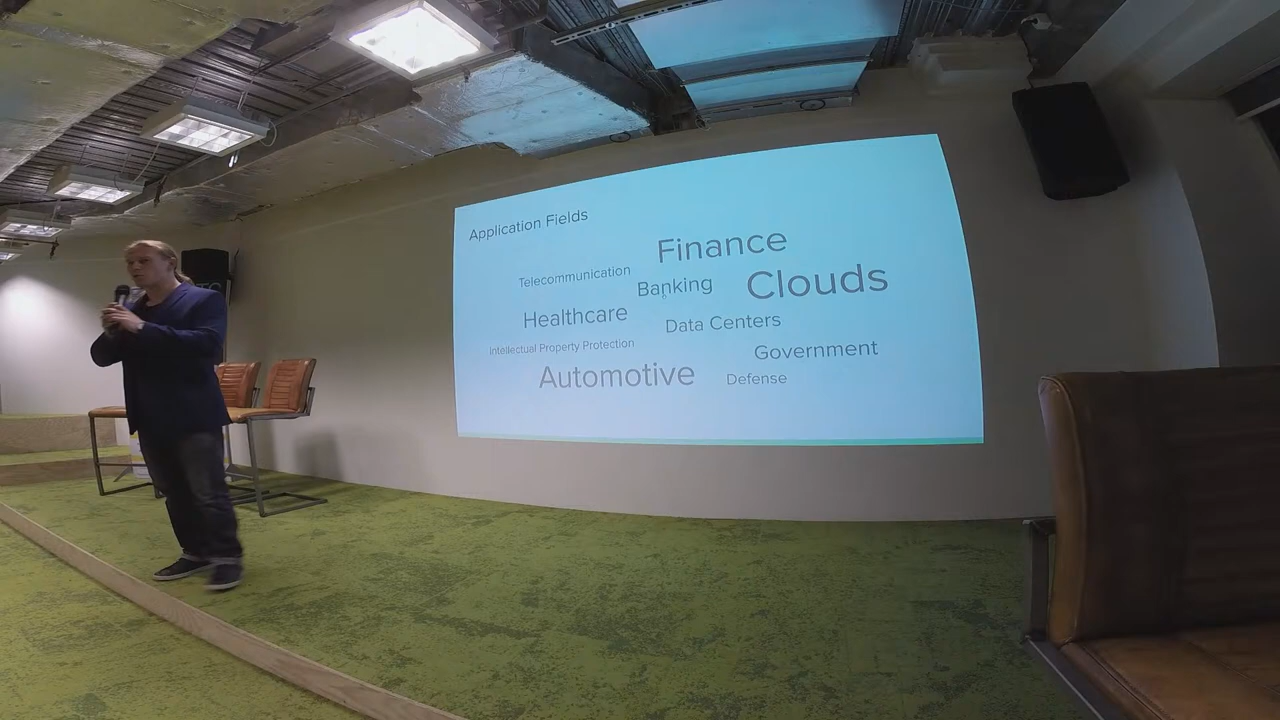 Application Fields
Finance
Telecommunication
Banking
Clouds
Healthcare
Data Centers
Intellectual Property Protection
Government
Automotive
Defense